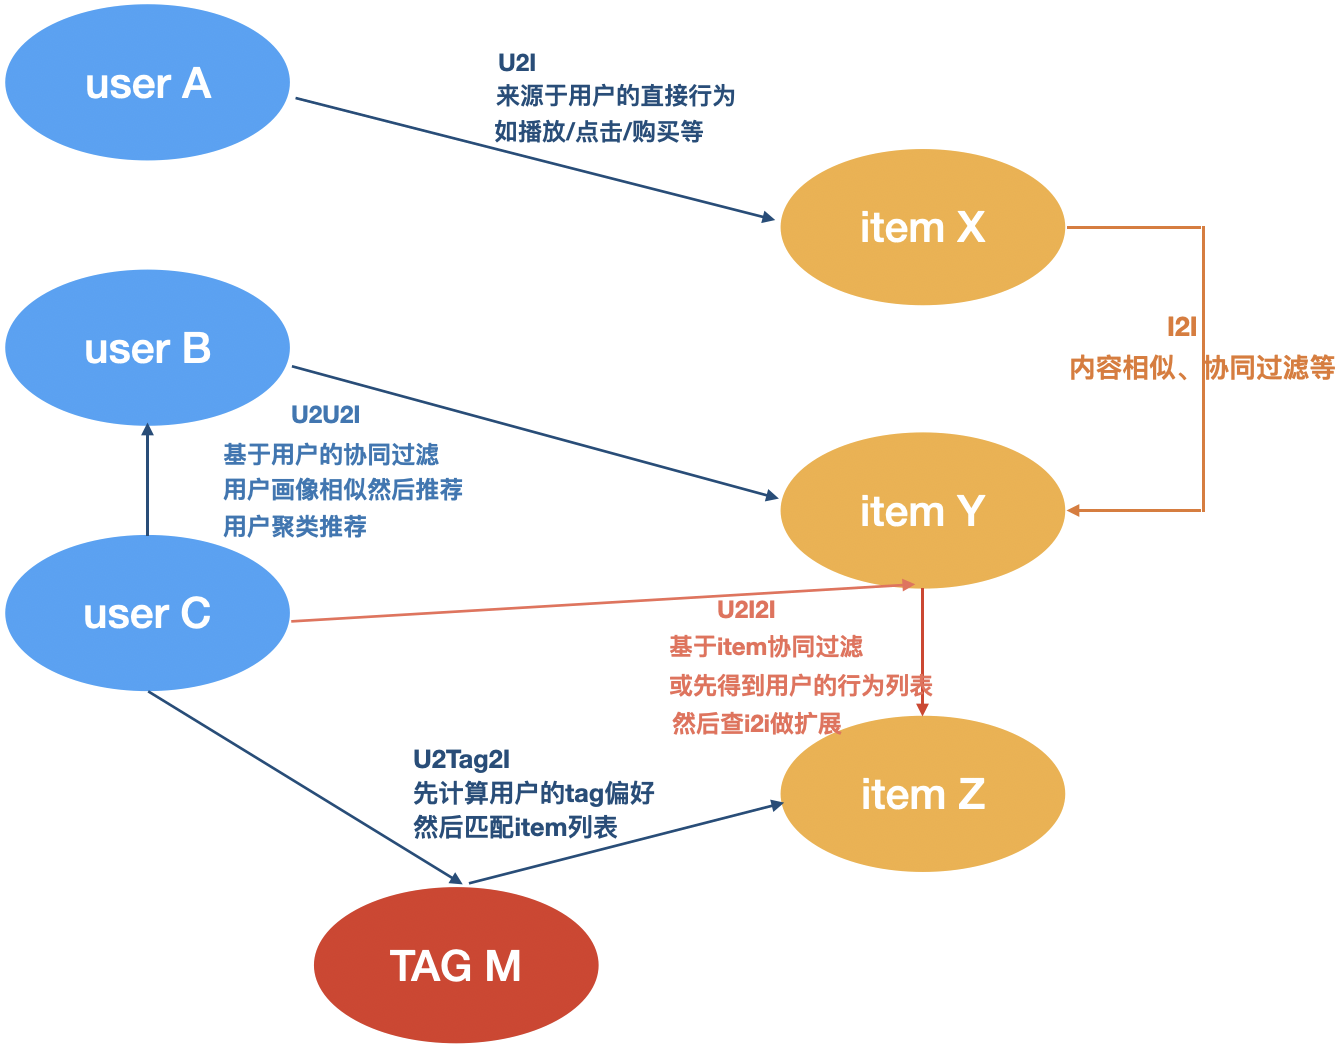 user A
U2I
来源于用户的直接行为
如播放/点击/购买等
item X
user B
I2I
内容相似、协同过滤等
U2U2I
基于用户的协同过滤
用户画像相似然后推荐
用户聚类推荐
item Y
user C
U2I2I
基于item协同过滤
或先得到用户的行为列表
然后查i2i做扩展
U2Tag2I
先计算用户的tag偏好
然后匹配item列表
item Z
TAG M